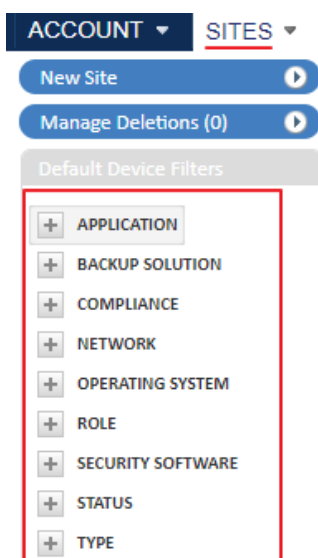 ACCOUNT SITES
New Site
Manage Deletions (0)
Default Device Filters
APPLICATION
BACKUP SOLUTION
COMPLIANCE
NETWORK
OPERATING SYSTEM
ROLE
SECURITY SOFTWARE
STATUS
TYPE